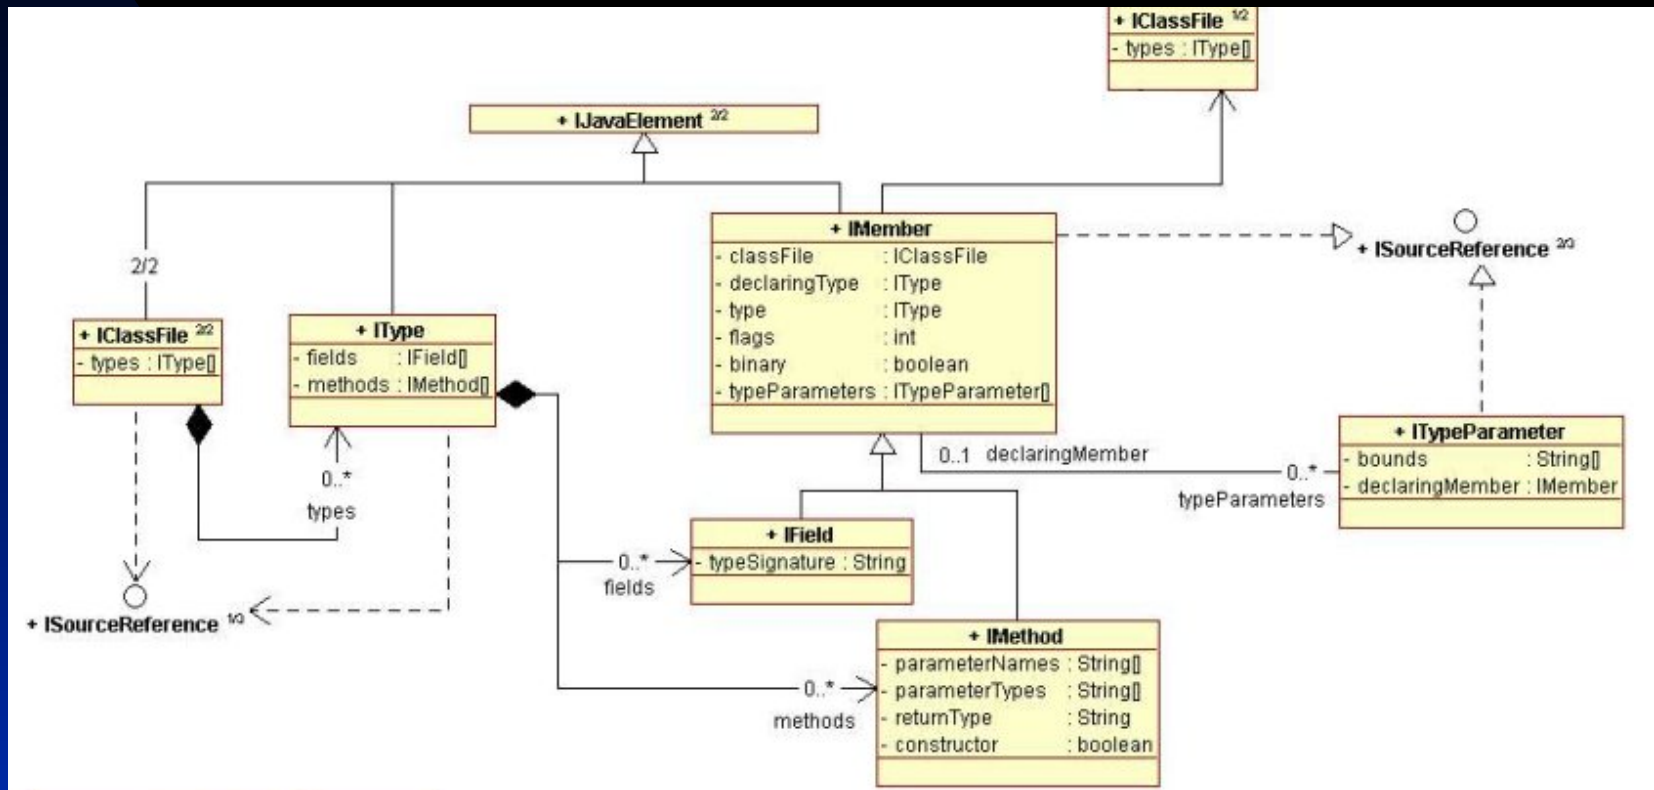 + IClassFile 1/2
- types : IType[]
+ IJavaElement 2/2
2/2
+ IClassFile 2/2
- types : IType[]
+ IType
- fields : IField[]
- methods : IMethod[]
0..*
types
+ ISourceReference 1/3
+ IMember
- classFile : IClassFile
- declaringType : IType
- type : IType
- flags : int
- binary : boolean
- typeParameters : ITypeParameter[]
+ ISourceReference 2/3
0..1 declaringMember
0..*
typeParameters
+ ITypeParameter
- bounds : String[]
- declaringMember : IMember
0..*
fields
+ IField
- typeSignature : String
0..*
methods
+ IMethod
- parameterNames : String[]
- parameterTypes : String[]
- returnType : String
- constructor : boolean